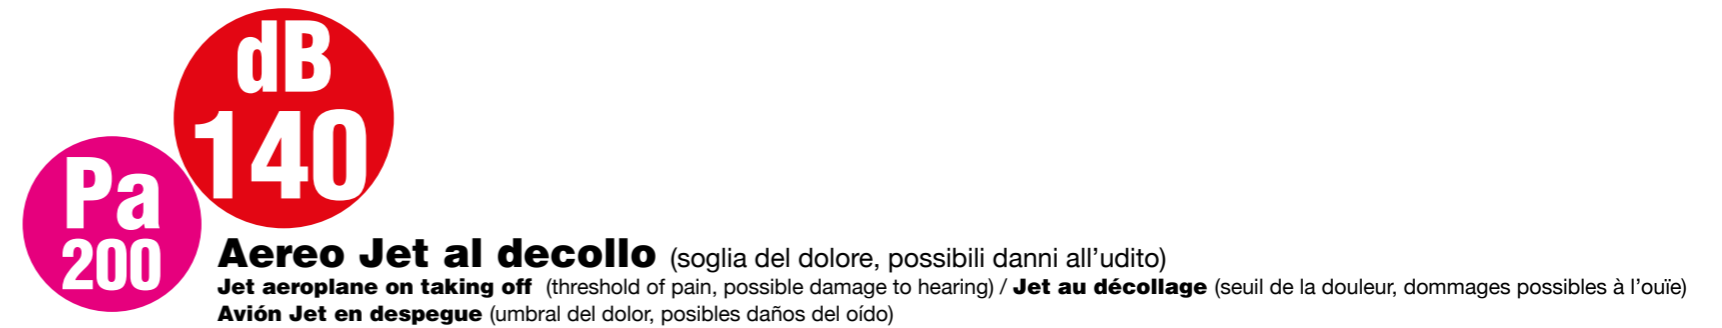 dB
140
Pa
200
Aereo Jet al decollo (soglia del dolore, possibili danni all’udito)
Jet aeroplane on taking off (threshold of pain, possible damage to hearing) / Jet au décollage (seuil de la douleur, dommages possibles à l’ouïe)
Avión Jet en despegue (umbral del dolor, posibles daños del oído)